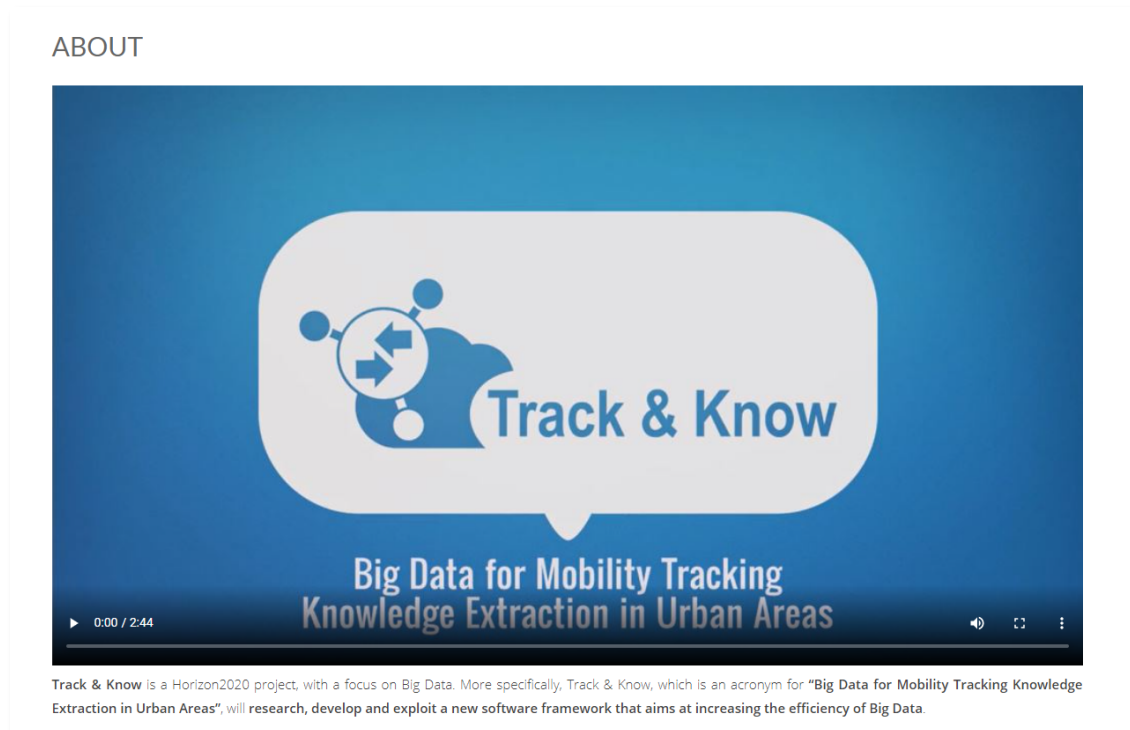 ABOUT
Track & Know
Big Data for Mobility Tracking
Knowledge Extraction in Urban Areas
0:00 / 2:44
Track & Know is a Horizon2020 project, with a focus on Big Data. More specifically, Track & Know, which is an acronym for “Big Data for Mobility Tracking Knowledge
Extraction in Urban Areas”, will research, develop and exploit a new software framework that aims at increasing the efficiency of Big Data.